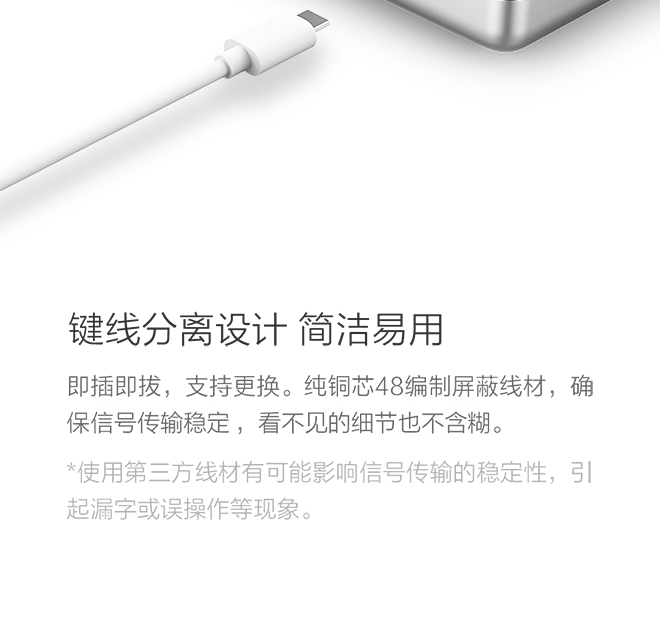 键线分离设计 简洁易用
即插即拔，支持更换。纯铜芯48编制屏蔽线材，确
保信号传输稳定 ，看不见的细节也不含糊。
*使用第三方线材有可能影响信号传输的稳定性，引
起漏字或误操作等现象。